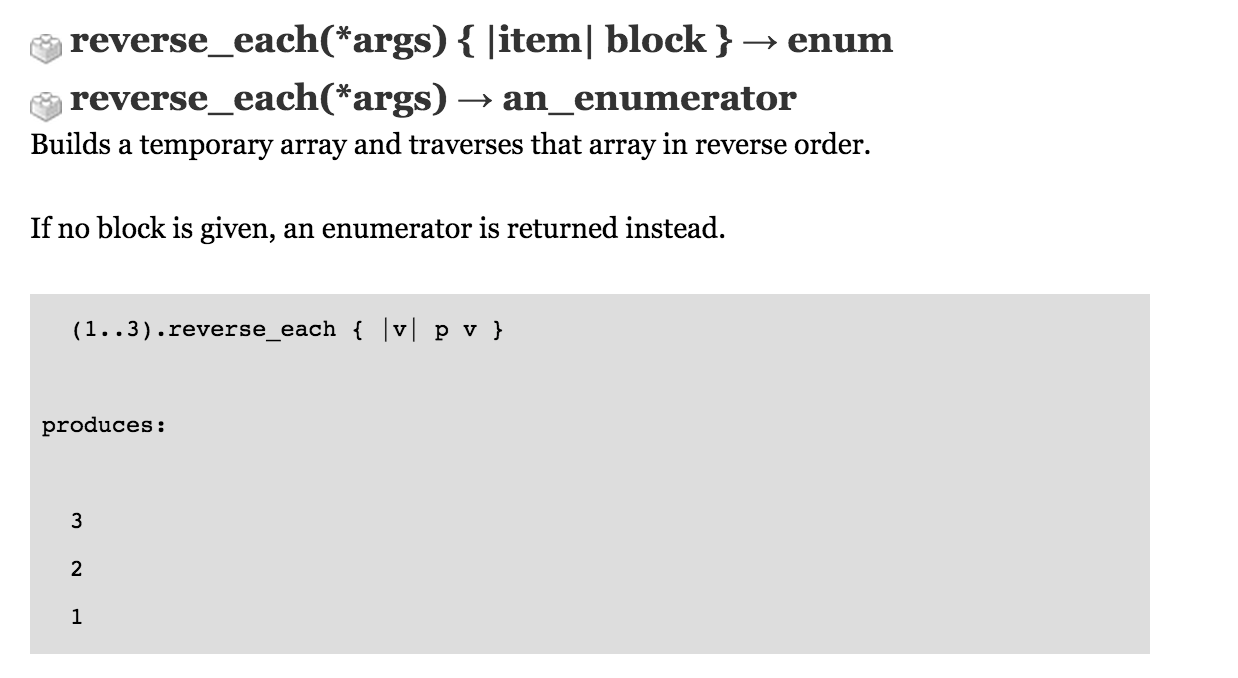 reverse_each(*args) { |item| block } → enum
reverse_each(*args) → an_enumerator
Builds a temporary array and traverses that array in reverse order.
If no block is given, an enumerator is returned instead.
(1..3).reverse_each { |v| p v }
produces:
3
2
1